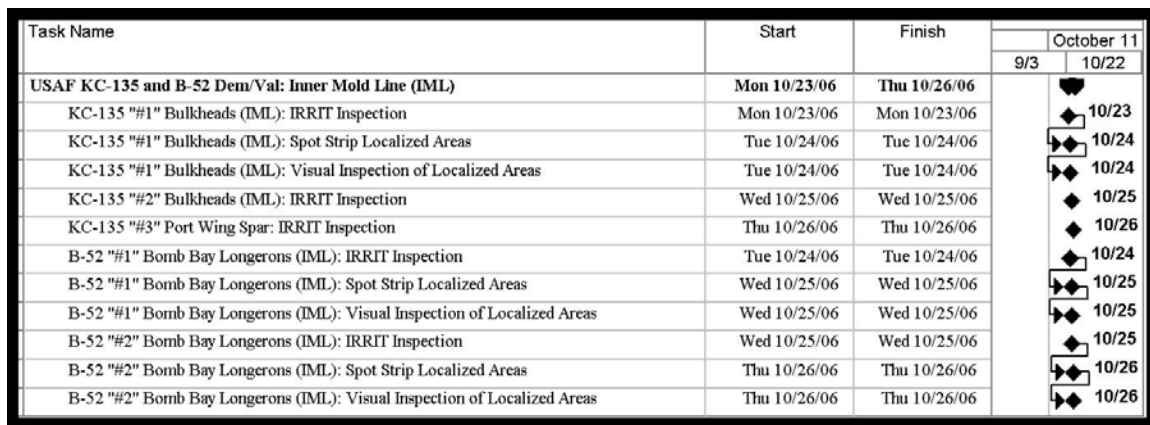 Task Name Start Finish October 11
9/3 10/22
USAF KC-135 and B-52 Dem/Val: Inner Mold Line (IML) Mon 10/23/06 Thu 10/26/06
KC-135 "#1" Bulkheads (IML): IRRIT Inspection Mon 10/23/06 Mon 10/23/06 10/23
KC-135 "#1" Bulkheads (IML): Spot Strip Localized Areas Tue 10/24/06 Tue 10/24/06 10/24
KC-135 "#1" Bulkheads (IML): Visual Inspection of Localized Areas Tue 10/24/06 Tue 10/24/06 10/24
KC-135 "#2" Bulkheads (IML): IRRIT Inspection Wed 10/25/06 Wed 10/25/06 10/25
KC-135 "#3" Port Wing Spar: IRRIT Inspection Thu 10/26/06 Thu 10/26/06 10/26
B-52 "#1" Bomb Bay Longerons (IML): IRRIT Inspection Tue 10/24/06 Tue 10/24/06 10/24
B-52 "#1" Bomb Bay Longerons (IML): Spot Strip Localized Areas Wed 10/25/06 Wed 10/25/06 10/25
B-52 "#1" Bomb Bay Longerons (IML): Visual Inspection of Localized Areas Wed 10/25/06 Wed 10/25/06 10/25
B-52 "#2" Bomb Bay Longerons (IML): IRRIT Inspection Wed 10/25/06 Wed 10/25/06 10/25
B-52 "#2" Bomb Bay Longerons (IML): Spot Strip Localized Areas Thu 10/26/06 Thu 10/26/06 10/26
B-52 "#2" Bomb Bay Longerons (IML): Visual Inspection of Localized Areas Thu 10/26/06 Thu 10/26/06 10/26